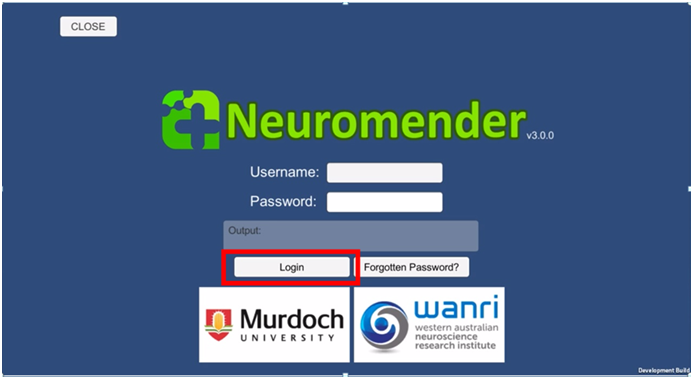 CLOSE
Neuromender v3.0.0
Username:
Password:
Output:
Login Forgotten Password?
Murdoch
UNIVERSITY
wanri
western australian
neuroscience
research institute
Development Build